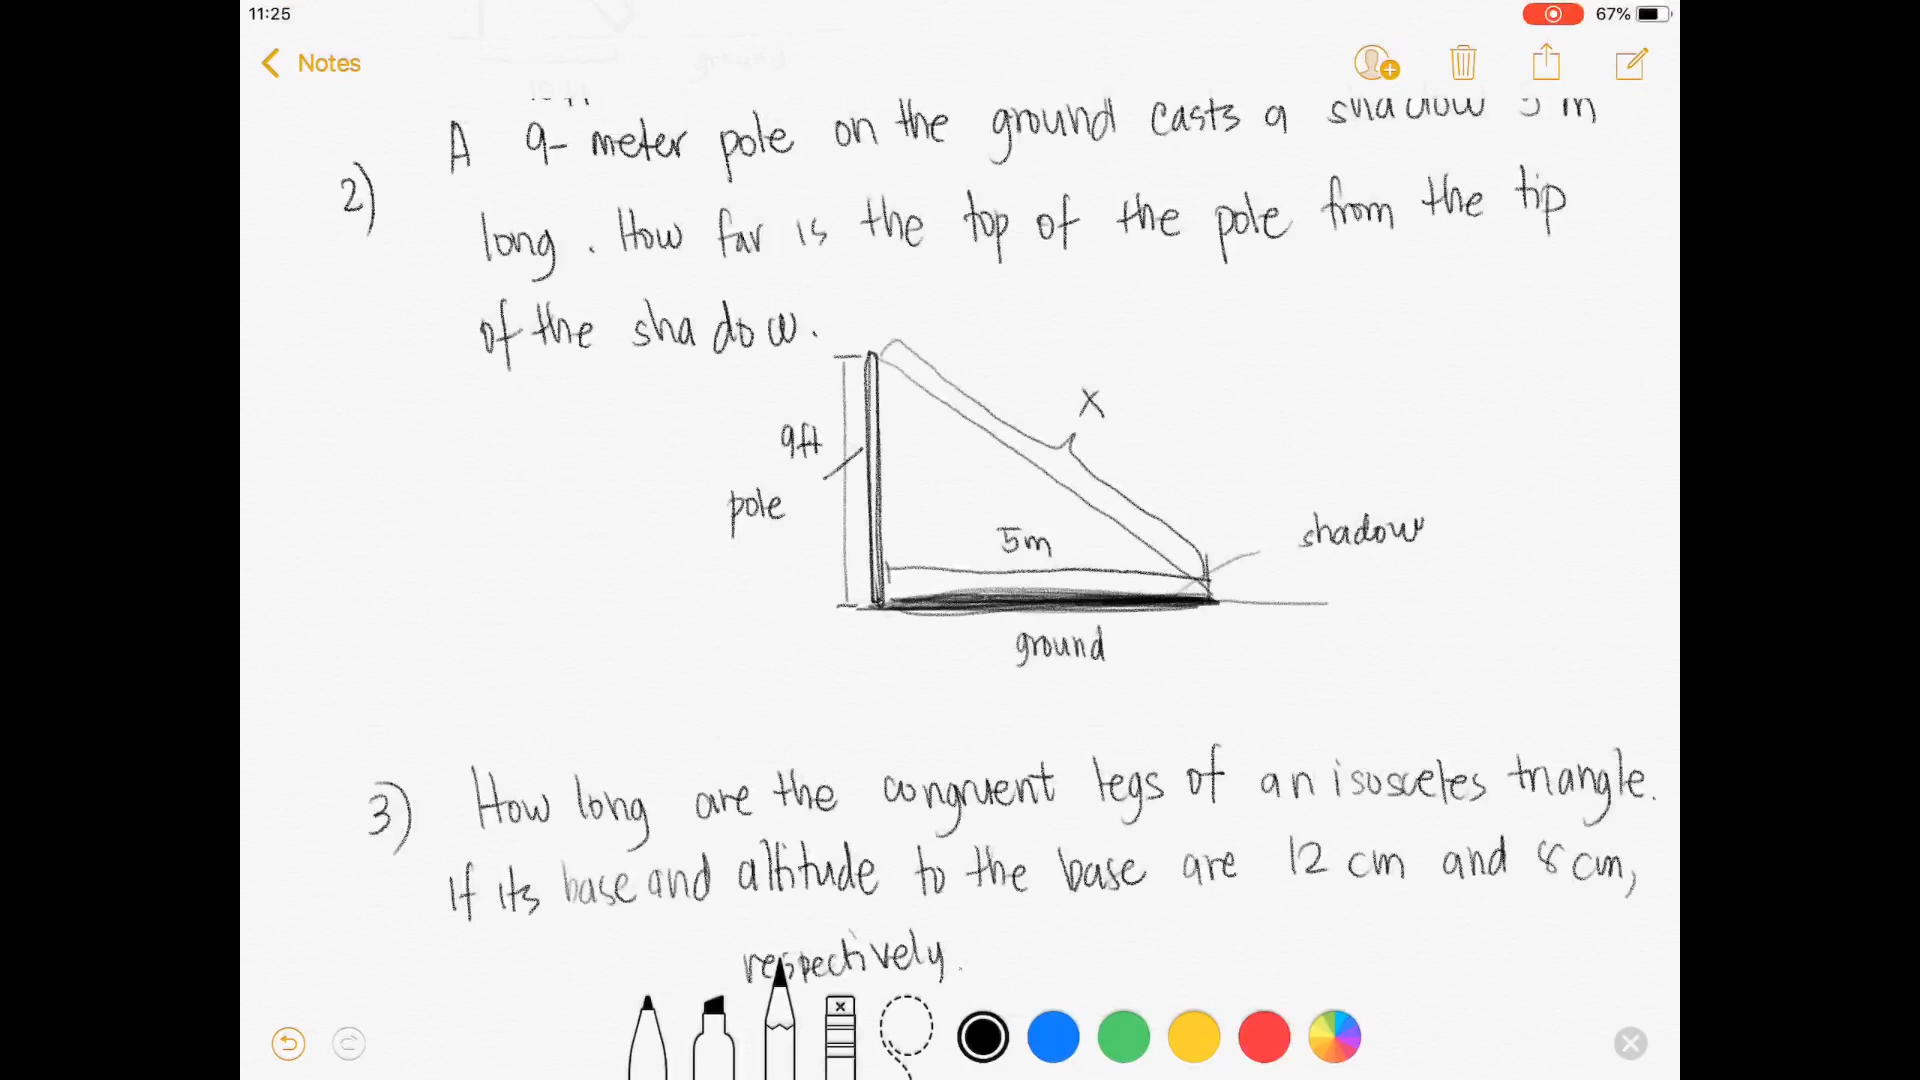 11:25
67%
Notes
A 9- meter pole on the ground casts a shadow 5 m
2)
long. How far is the top of the pole from the tip
of the shadow.
X
9ft
pole
5m
shadow
ground
3) How long are the congruent legs of an isosceles triangle.
If its base and altitude to the base are 12 cm and 8 cm,
respectively.